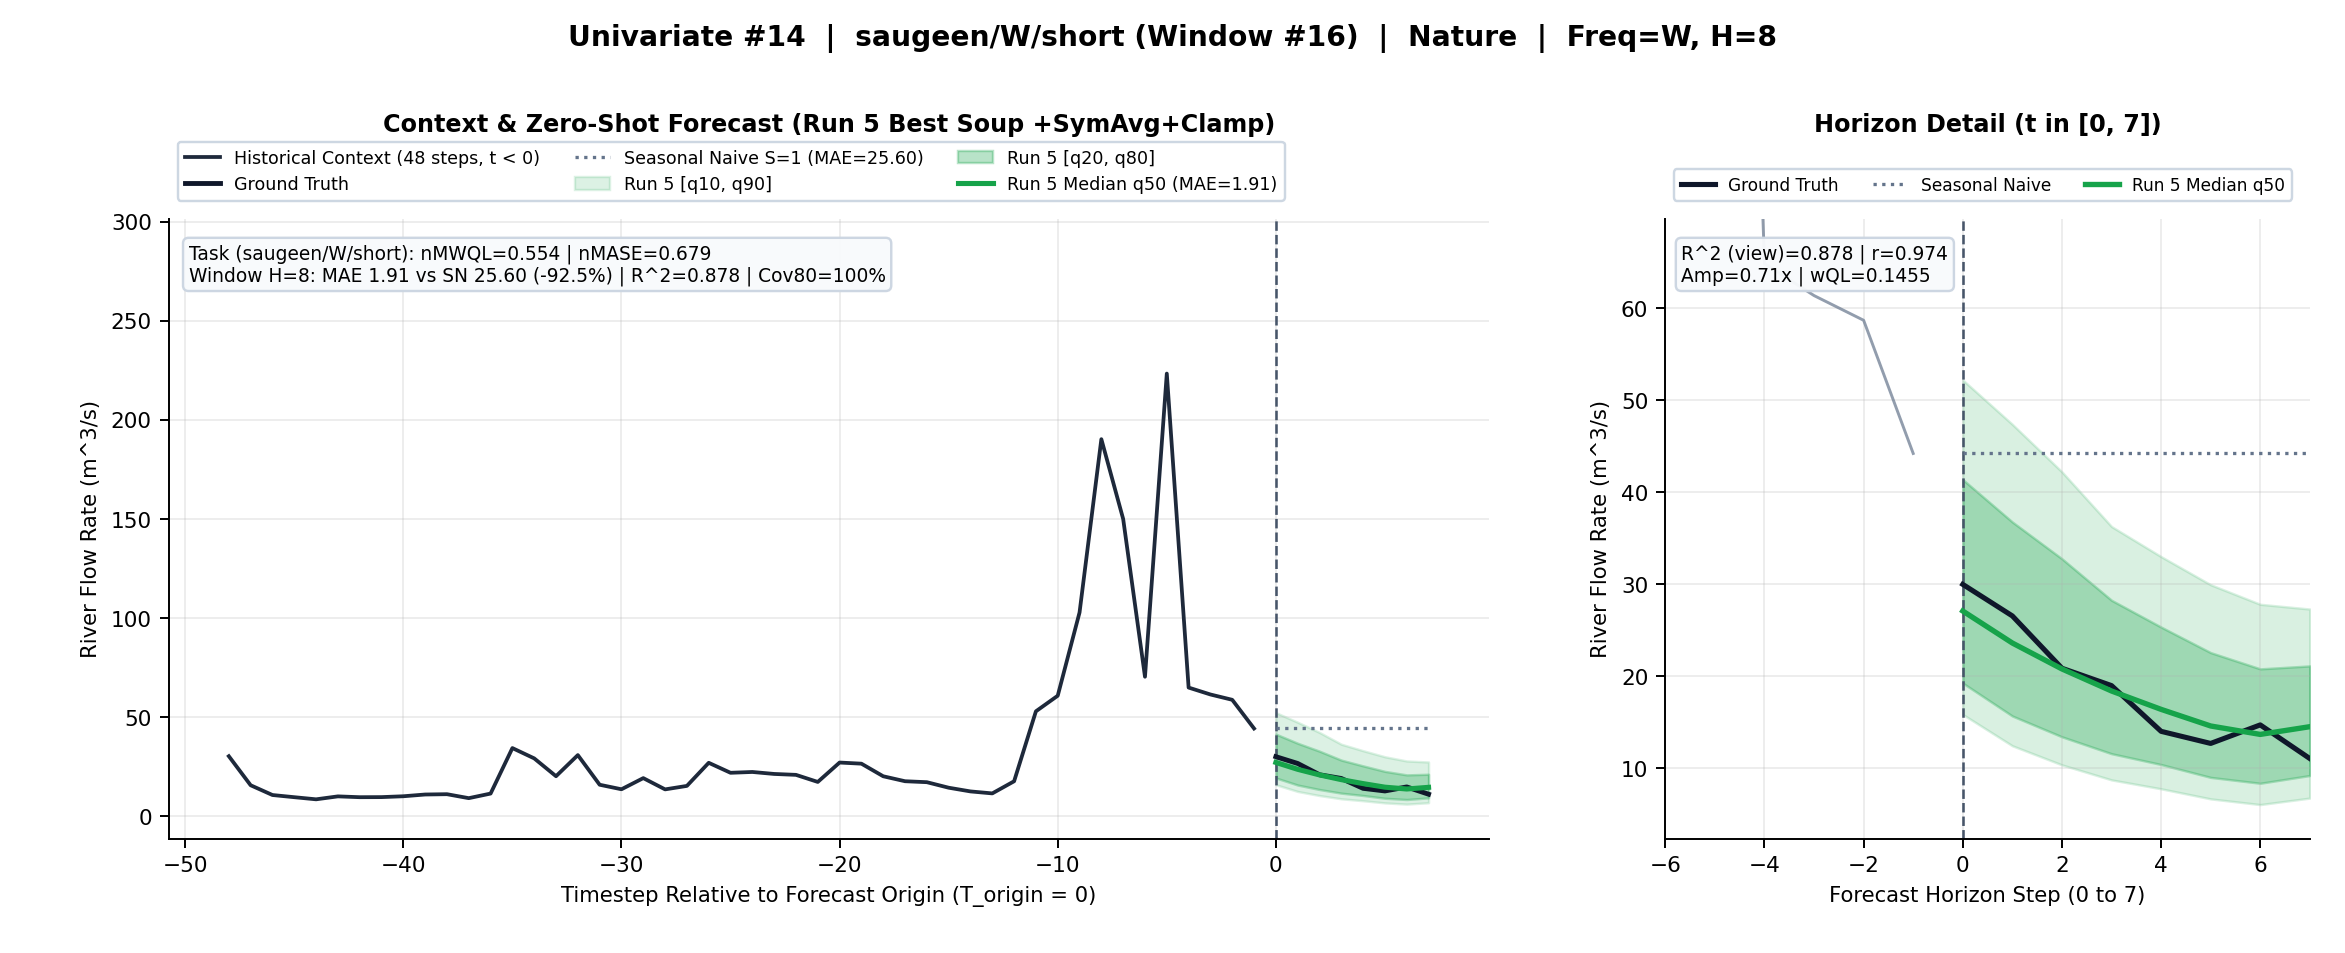 Univariate #14 | saugeen/W/short (Window #16) | Nature | Freq=W, H=8
Context & Zero-Shot Forecast (Run 5 Best Soup +SymAvg+Clamp)
Historical Context (48 steps, t < 0)
Ground Truth
Seasonal Naive S=1 (MAE=25.60)
Run 5 [q10, q90]
Run 5 [q20, q80]
Run 5 Median q50 (MAE=1.91)
Task (saugeen/W/short): nMWQL=0.554 | nMASE=0.679
Window H=8: MAE 1.91 vs SN 25.60 (-92.5%) | R^2=0.878 | Cov80=100%
River Flow Rate (m^3/s)
300
250
200
150
100
50
0
−50
−40
−30
−20
−10
0
Timestep Relative to Forecast Origin (T_origin = 0)
Horizon Detail (t in [0, 7])
Ground Truth
Seasonal Naive
Run 5 Median q50
R^2 (view)=0.878 | r=0.974
Amp=0.71x | wQL=0.1455
River Flow Rate (m^3/s)
60
50
40
30
20
10
−6
−4
−2
0
2
4
6
Forecast Horizon Step (0 to 7)